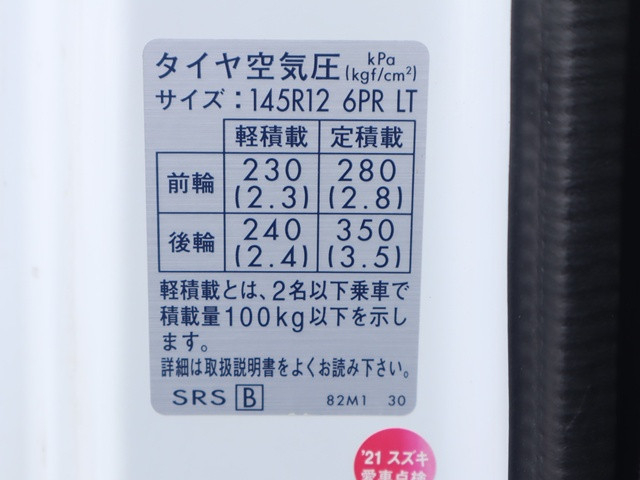 タイヤ空気圧 kPa (kgf/cm²)
サイズ：145R12 6PR LT
軽積載 定積載
前輪 230 (2.3) 280 (2.8)
後輪 240 (2.4) 350 (3.5)
軽積載とは、2名以下乗車で
積載量100kg以下を示し
ます。
詳細は取扱説明書をよくお読み下さい。
SRS B 82M1 30
'21 スズキ
愛車点検